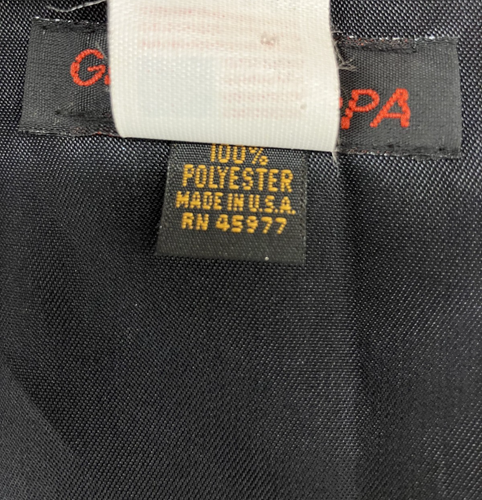 100%
POLYESTER
MADE IN U.S.A.
RN 45977